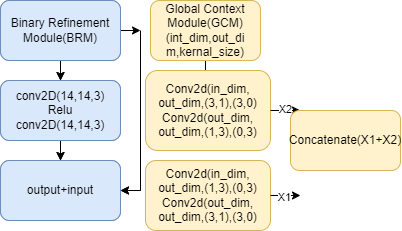 Binary Refinement
Module(BRM)
conv2D(14,14,3)
Relu
conv2D(14,14,3)
output+input
Global Context
Module(GCM)
(int_dim,out_di
m,kernal_size)
Conv2d(in_dim,
out_dim,(3,1),(3,0)
Conv2d(out_dim,
out_dim,(1,3),(0,3)
X2
Concatenate(X1+X2)
Conv2d(in_dim,
out_dim,(1,3),(0,3)
Conv2d(out_dim,
out_dim,(3,1),(3,0)
X1